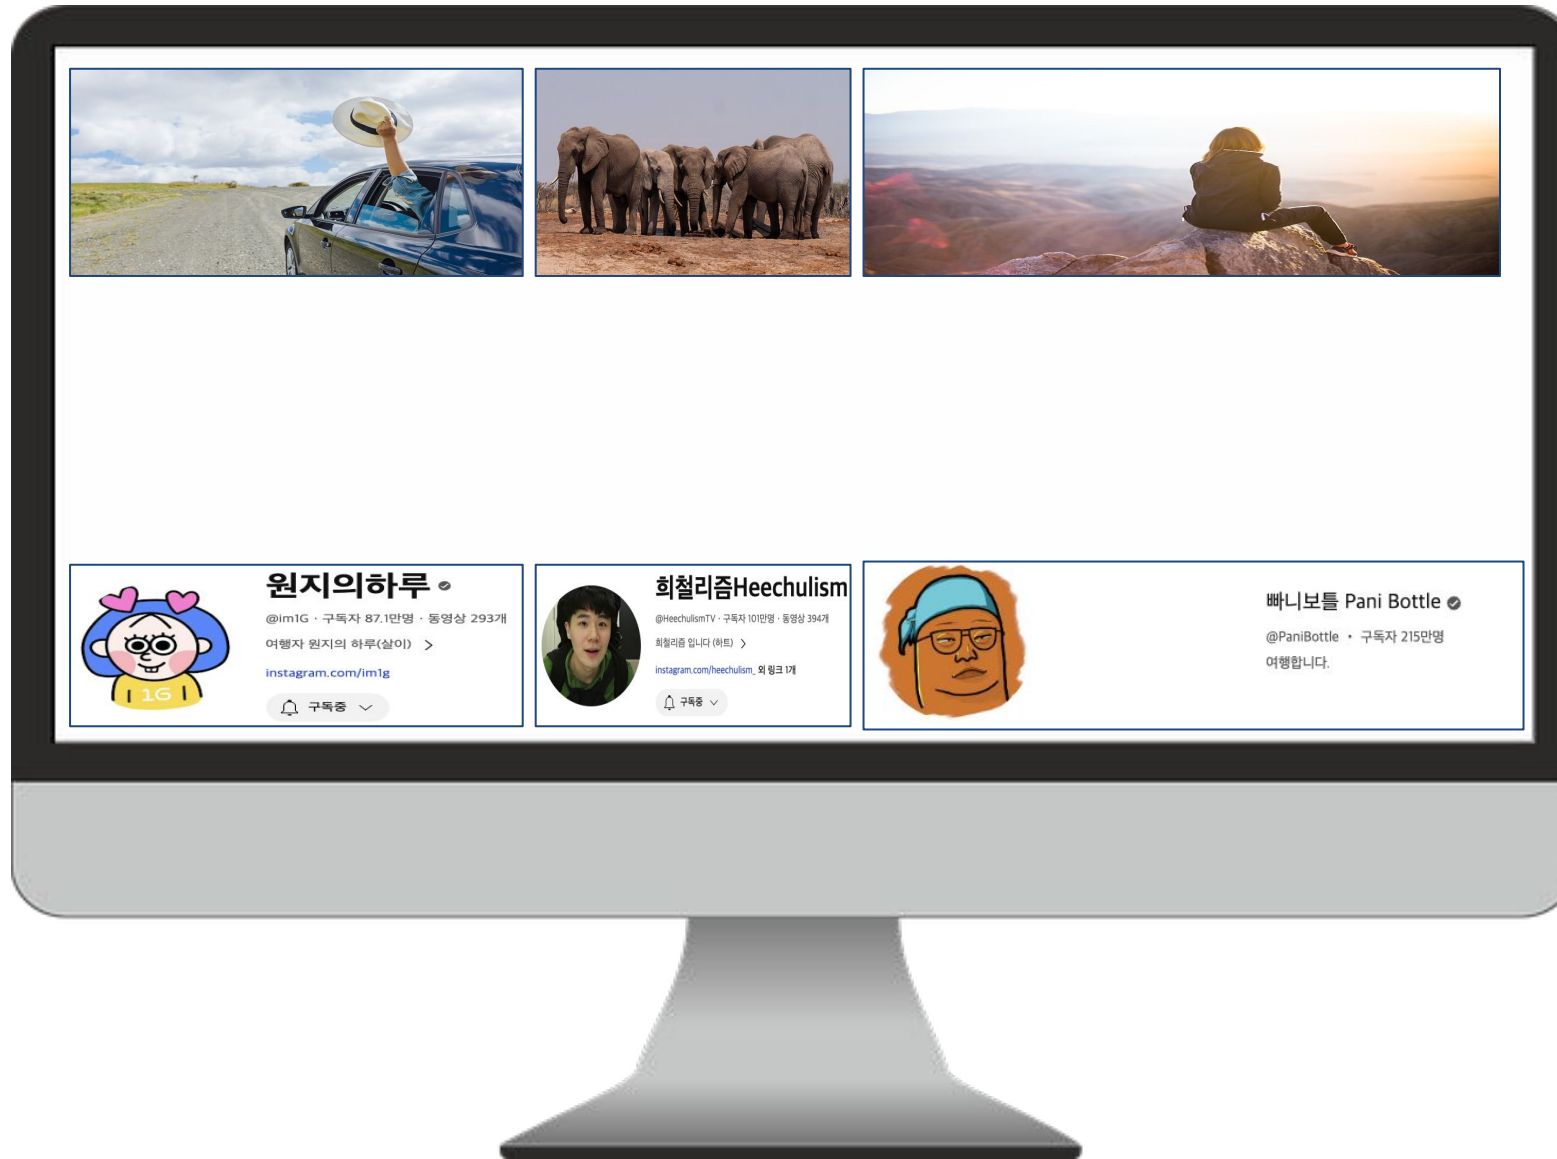 원지의하루
@im1G · 구독자 87.1만명 · 동영상 293개
여행자 원지의 하루(살이)
instagram.com/im1g
구독중
1G
희철리즘Heechulism
@HeechulismTV · 구독자 101만명 · 동영상 394개
희철리즘 입니다 (하트)
instagram.com/heechulism_ 외 링크 1개
구독중
빠니보틀 Pani Bottle
@PaniBottle · 구독자 215만명
여행합니다.